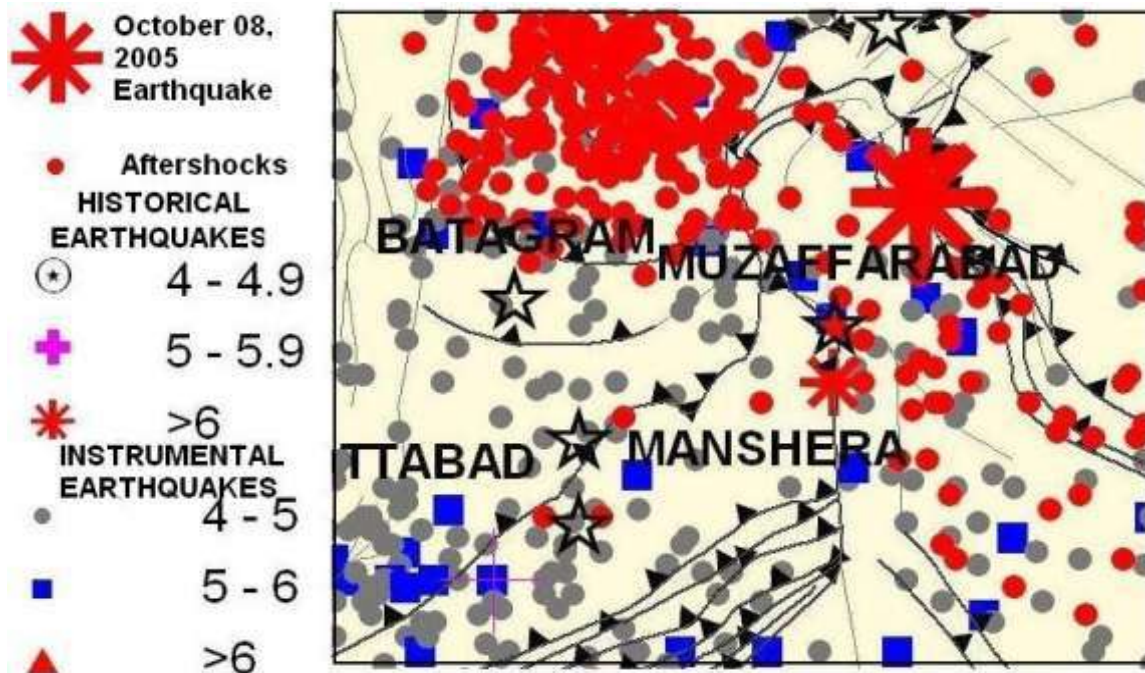 October 08,
2005
Earthquake
Aftershocks
HISTORICAL
EARTHQUAKES
4 - 4.9
5 - 5.9
>6
INSTRUMENTAL
EARTHQUAKES
4 - 5
5 - 6
>6
BATAGRAM
MUZAFFARABAD
TTABAD
MANSHERA